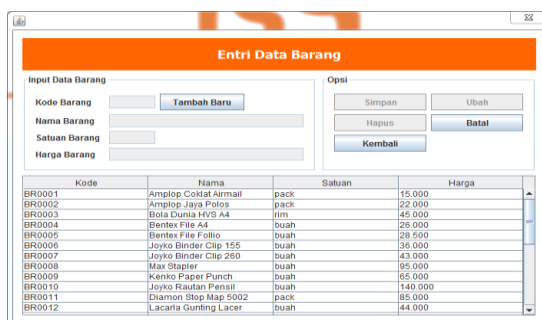 Entri Data Barang
Input Data Barang
Kode Barang Tambah Baru
Nama Barang
Satuan Barang
Harga Barang
Opsi
Simpan Ubah
Hapus Batal
Kembali
Kode Nama Satuan Harga
BR0001 Amplop Coklat Airmail pack 15.000
BR0002 Amplop Jaya Polos pack 22.000
BR0003 Bola Dunia HVS A4 rim 45.000
BR0004 Bentex File A4 buah 26.000
BR0005 Bentex File Follio buah 28.500
BR0006 Joyko Binder Clip 155 buah 36.000
BR0007 Joyko Binder Clip 260 buah 43.000
BR0008 Max Stapler buah 95.000
BR0009 Kenko Paper Punch buah 65.000
BR0010 Joyko Rautan Pensil buah 140.000
BR0011 Diamon Stop Map 5002 pack 85.000
BR0012 Lacarla Gunting Lacer buah 44.000